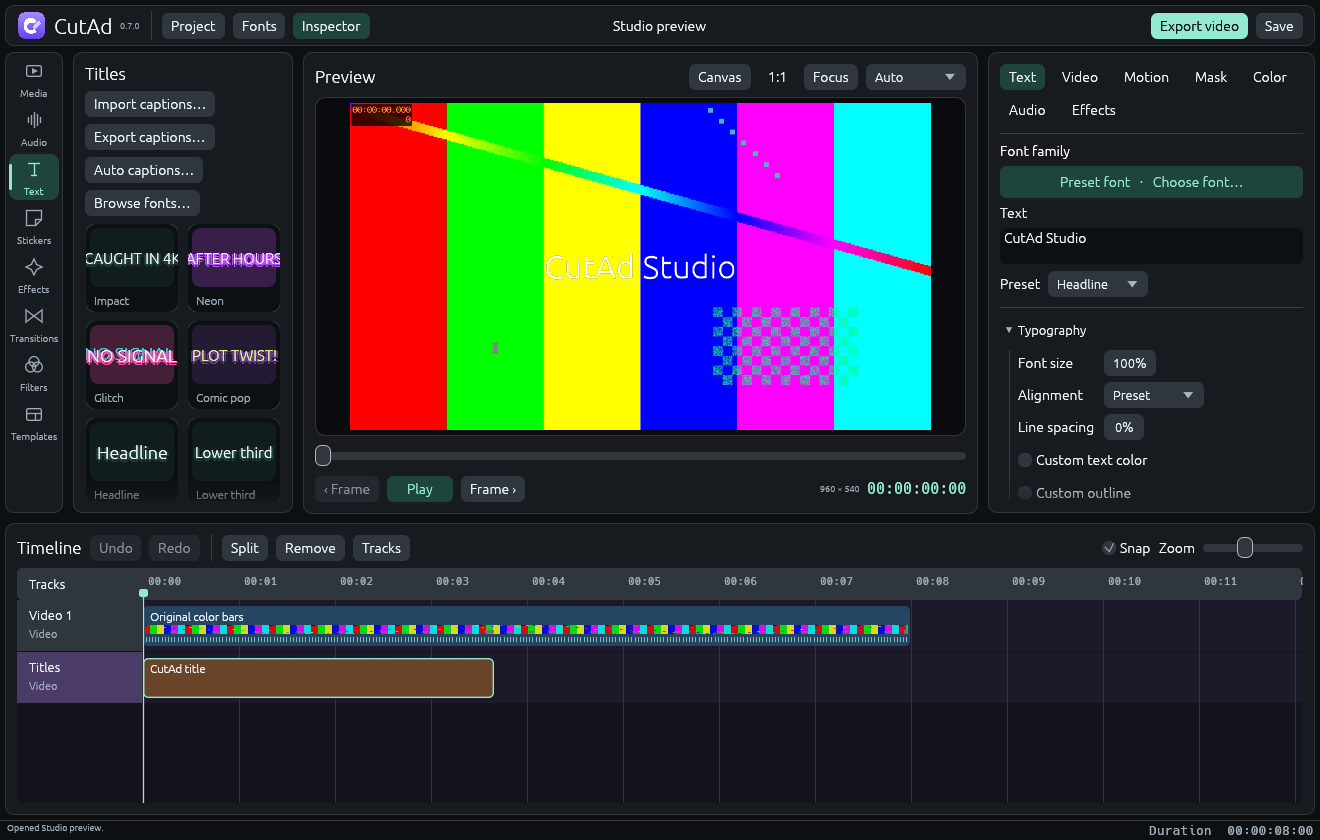 CutAd 0.7.0 Project Fonts Inspector Studio preview Export video Save
Media
Audio
Text
Stickers
Effects
Transitions
Filters
Templates
Titles
Import captions...
Export captions...
Auto captions...
Browse fonts...
CAUGHT IN 4K
Impact
AFTER HOURS
Neon
NO SIGNAL
Glitch
PLOT TWIST!
Comic pop
Headline
Headline
Lower third
Lower third
Preview Canvas 1:1 Focus Auto
00:00:00.000
0
CutAd Studio
‹ Frame Play Frame › 960 × 540 00:00:00:00
Text Video Motion Mask Color
Audio Effects
Font family
Preset font · Choose font...
Text
CutAd Studio
Preset Headline
Typography
Font size 100%
Alignment Preset
Line spacing 0%
Custom text color
Custom outline
Timeline Undo Redo Split Remove Tracks Snap Zoom
Tracks 00:00 00:01 00:02 00:03 00:04 00:05 00:06 00:07 00:08 00:09 00:10 00:11
Video 1
Video
Original color bars
Titles
Video
CutAd title
Opened Studio preview.
Duration 00:00:08:00